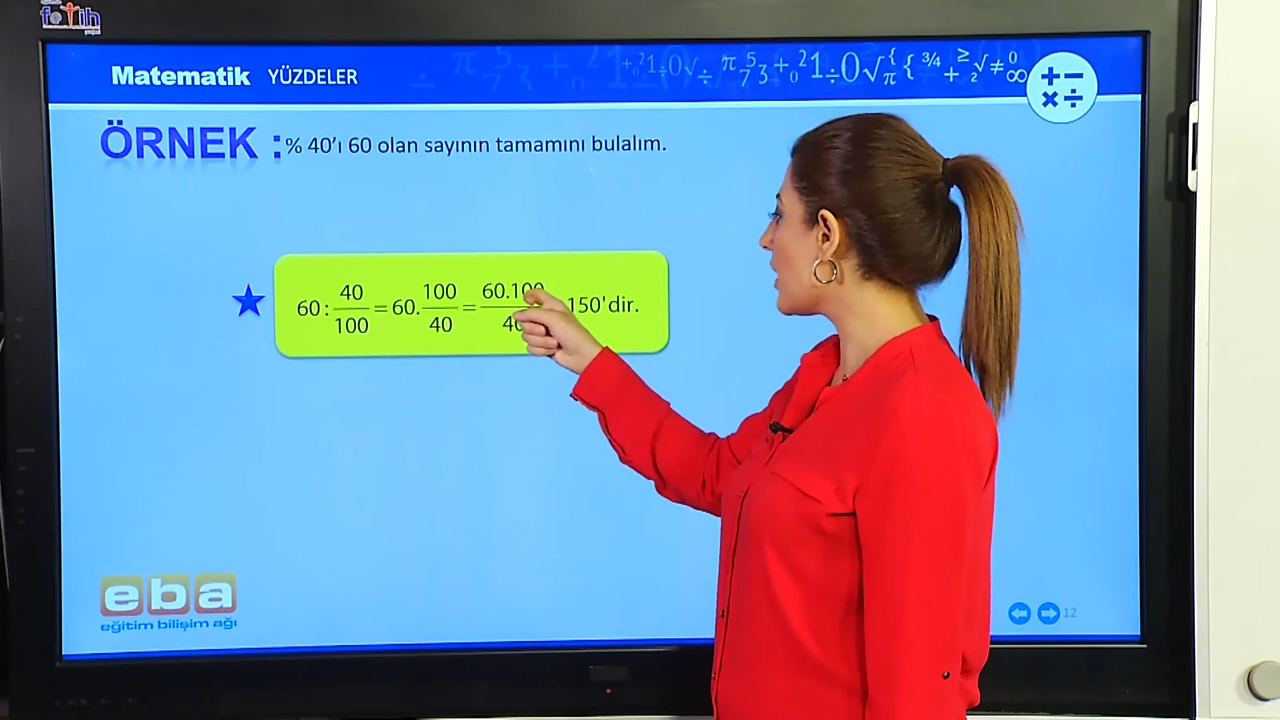 fatih
Matematik YÜZDELER
ÖRNEK : % 40'ı 60 olan sayının tamamını bulalım.
60 : 40/100 = 60. 100/40 = 60.100/40 150'dir.
eba
eğitim bilişim ağı
12